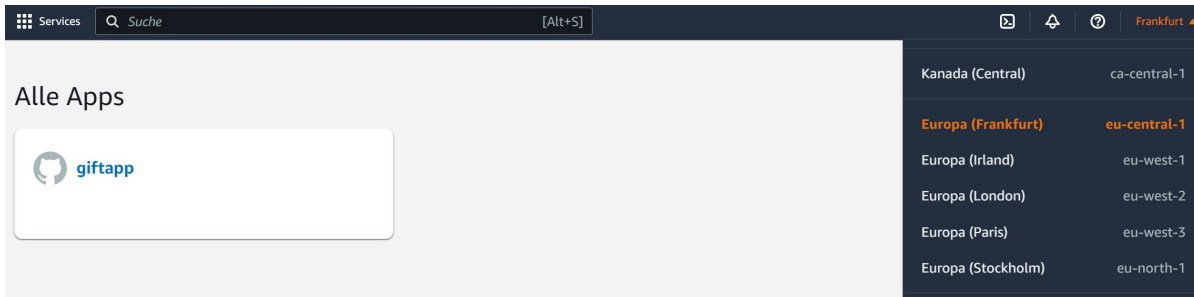 Services Suche [Alt+S] Frankfurt
Alle Apps
giftapp
Kanada (Central) ca-central-1
Europa (Frankfurt) eu-central-1
Europa (Irland) eu-west-1
Europa (London) eu-west-2
Europa (Paris) eu-west-3
Europa (Stockholm) eu-north-1